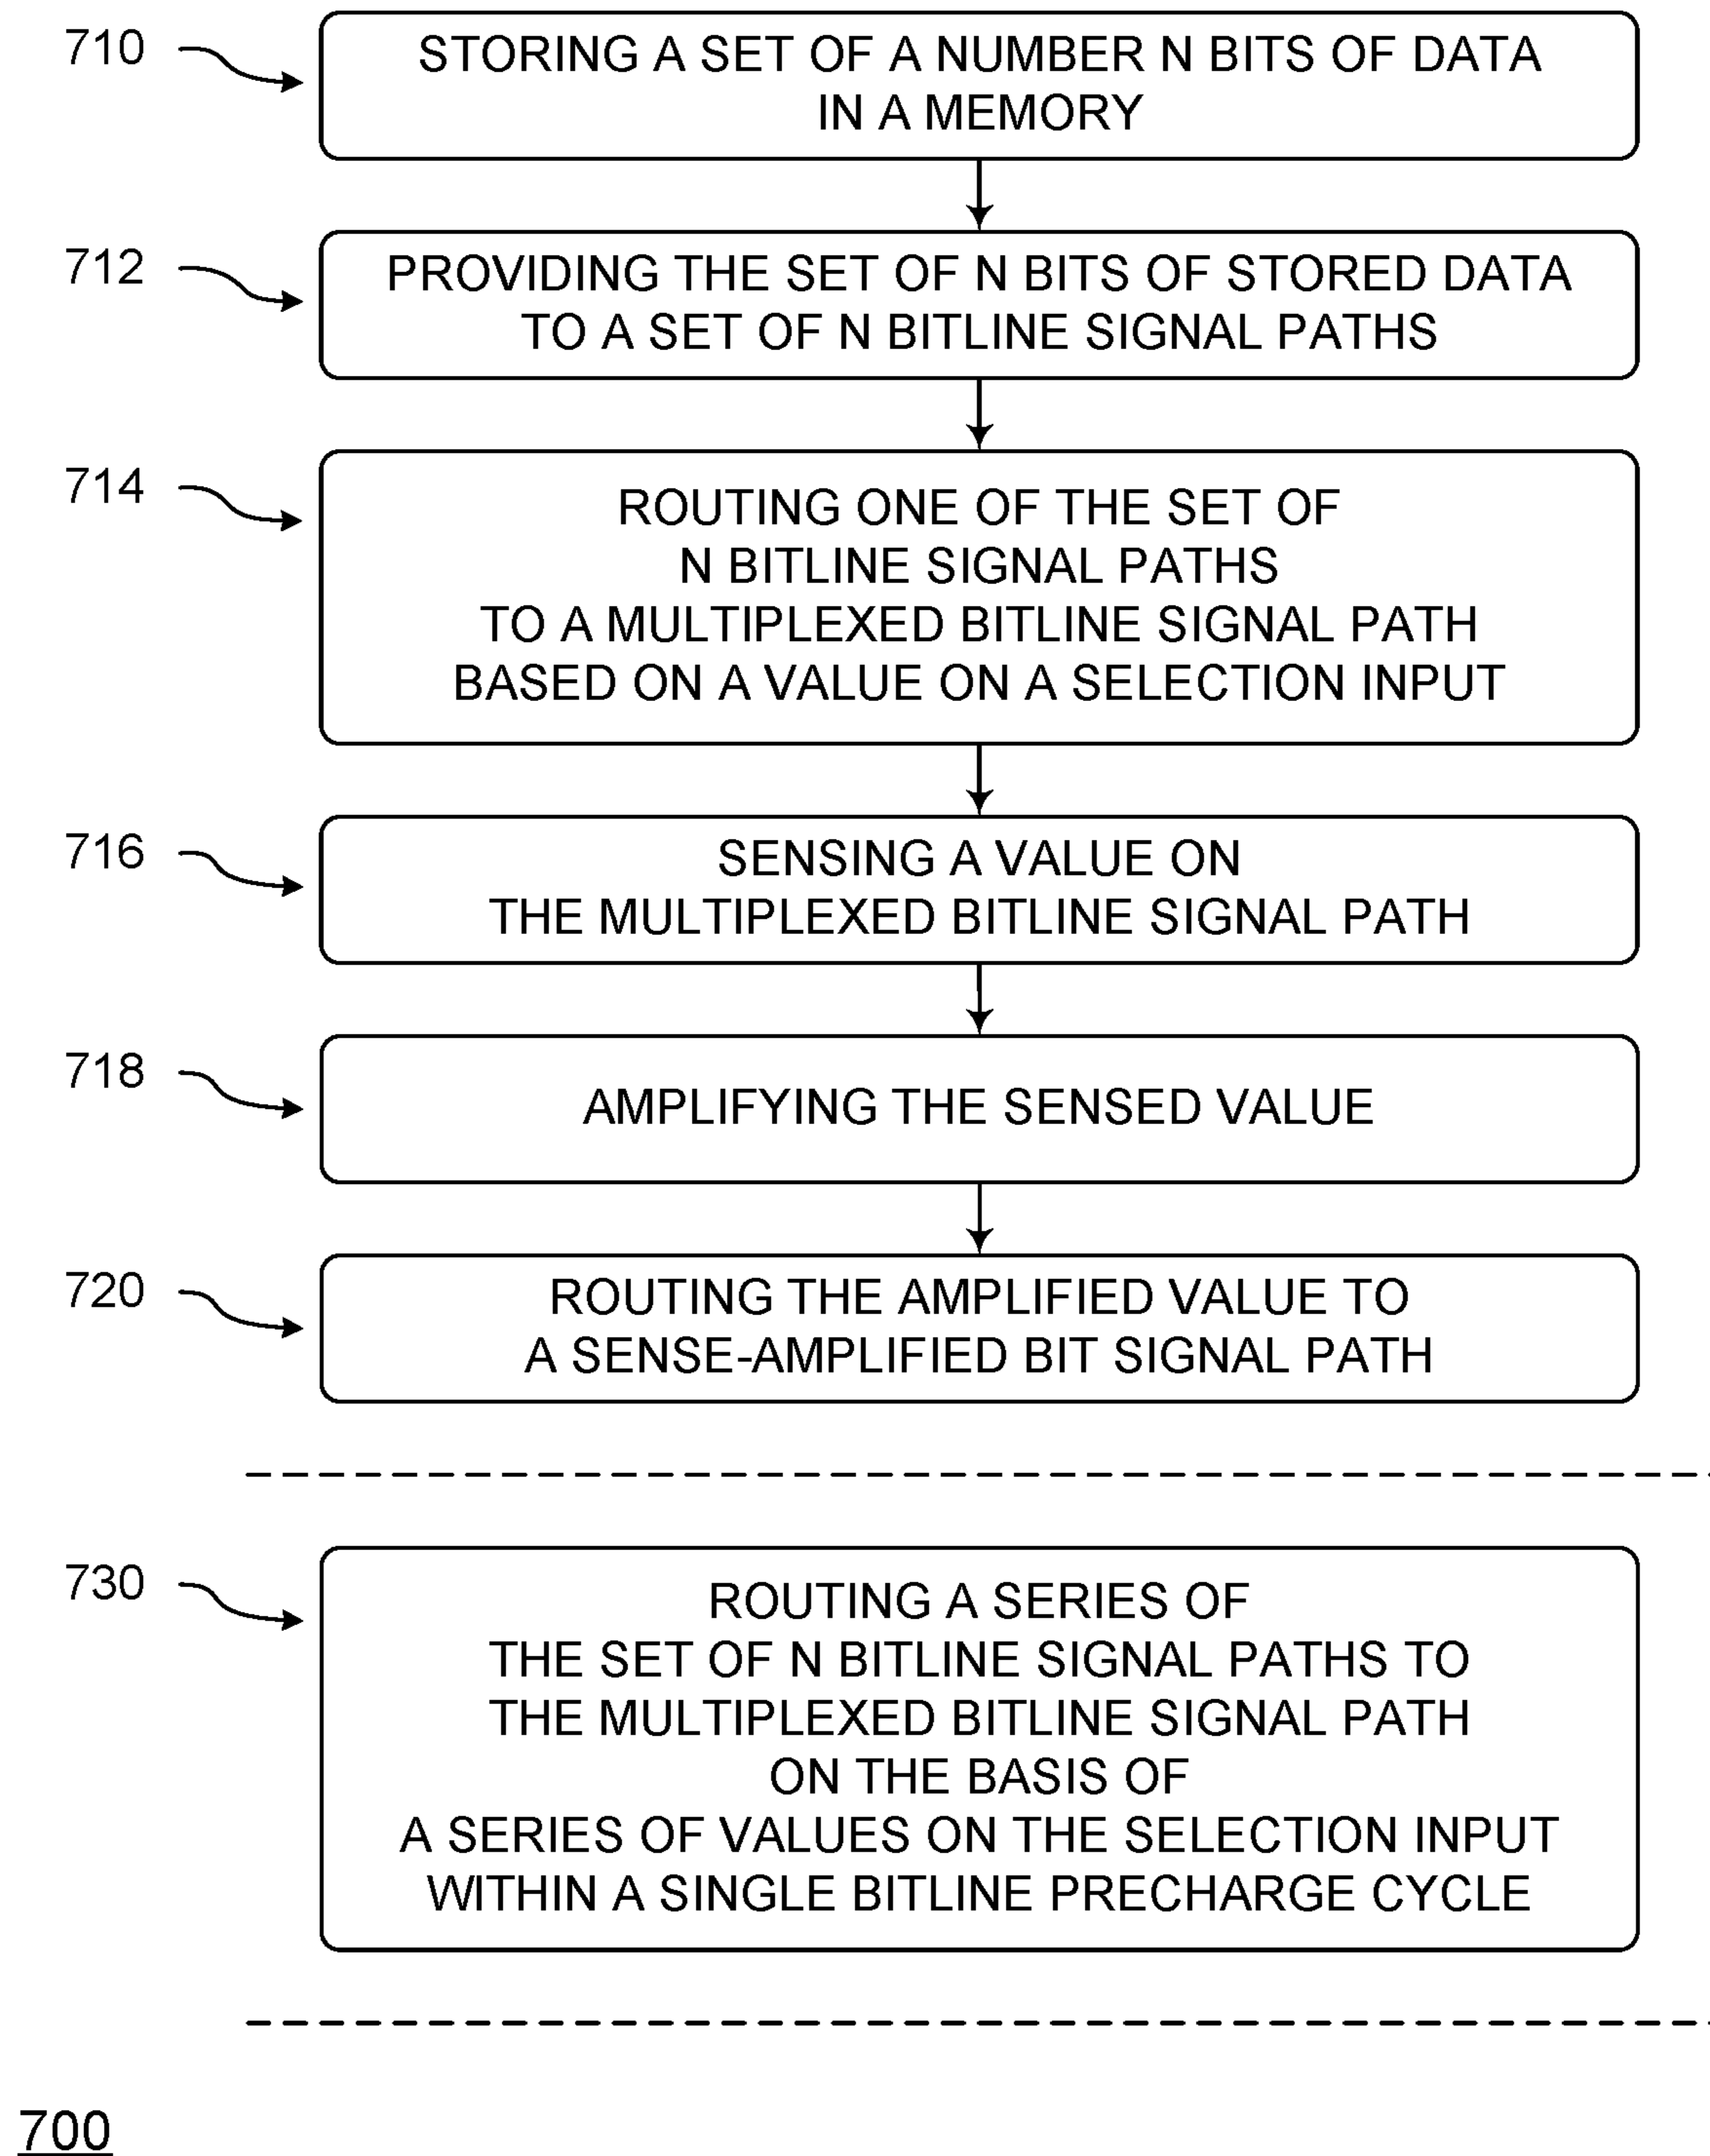 710
STORING A SET OF A NUMBER N BITS OF DATA
IN A MEMORY
712
PROVIDING THE SET OF N BITS OF STORED DATA
TO A SET OF N BITLINE SIGNAL PATHS
714
ROUTING ONE OF THE SET OF
N BITLINE SIGNAL PATHS
TO A MULTIPLEXED BITLINE SIGNAL PATH
BASED ON A VALUE ON A SELECTION INPUT
716
SENSING A VALUE ON
THE MULTIPLEXED BITLINE SIGNAL PATH
718
AMPLIFYING THE SENSED VALUE
720
ROUTING THE AMPLIFIED VALUE TO
A SENSE-AMPLIFIED BIT SIGNAL PATH
730
ROUTING A SERIES OF
THE SET OF N BITLINE SIGNAL PATHS TO
THE MULTIPLEXED BITLINE SIGNAL PATH
ON THE BASIS OF
A SERIES OF VALUES ON THE SELECTION INPUT
WITHIN A SINGLE BITLINE PRECHARGE CYCLE
700